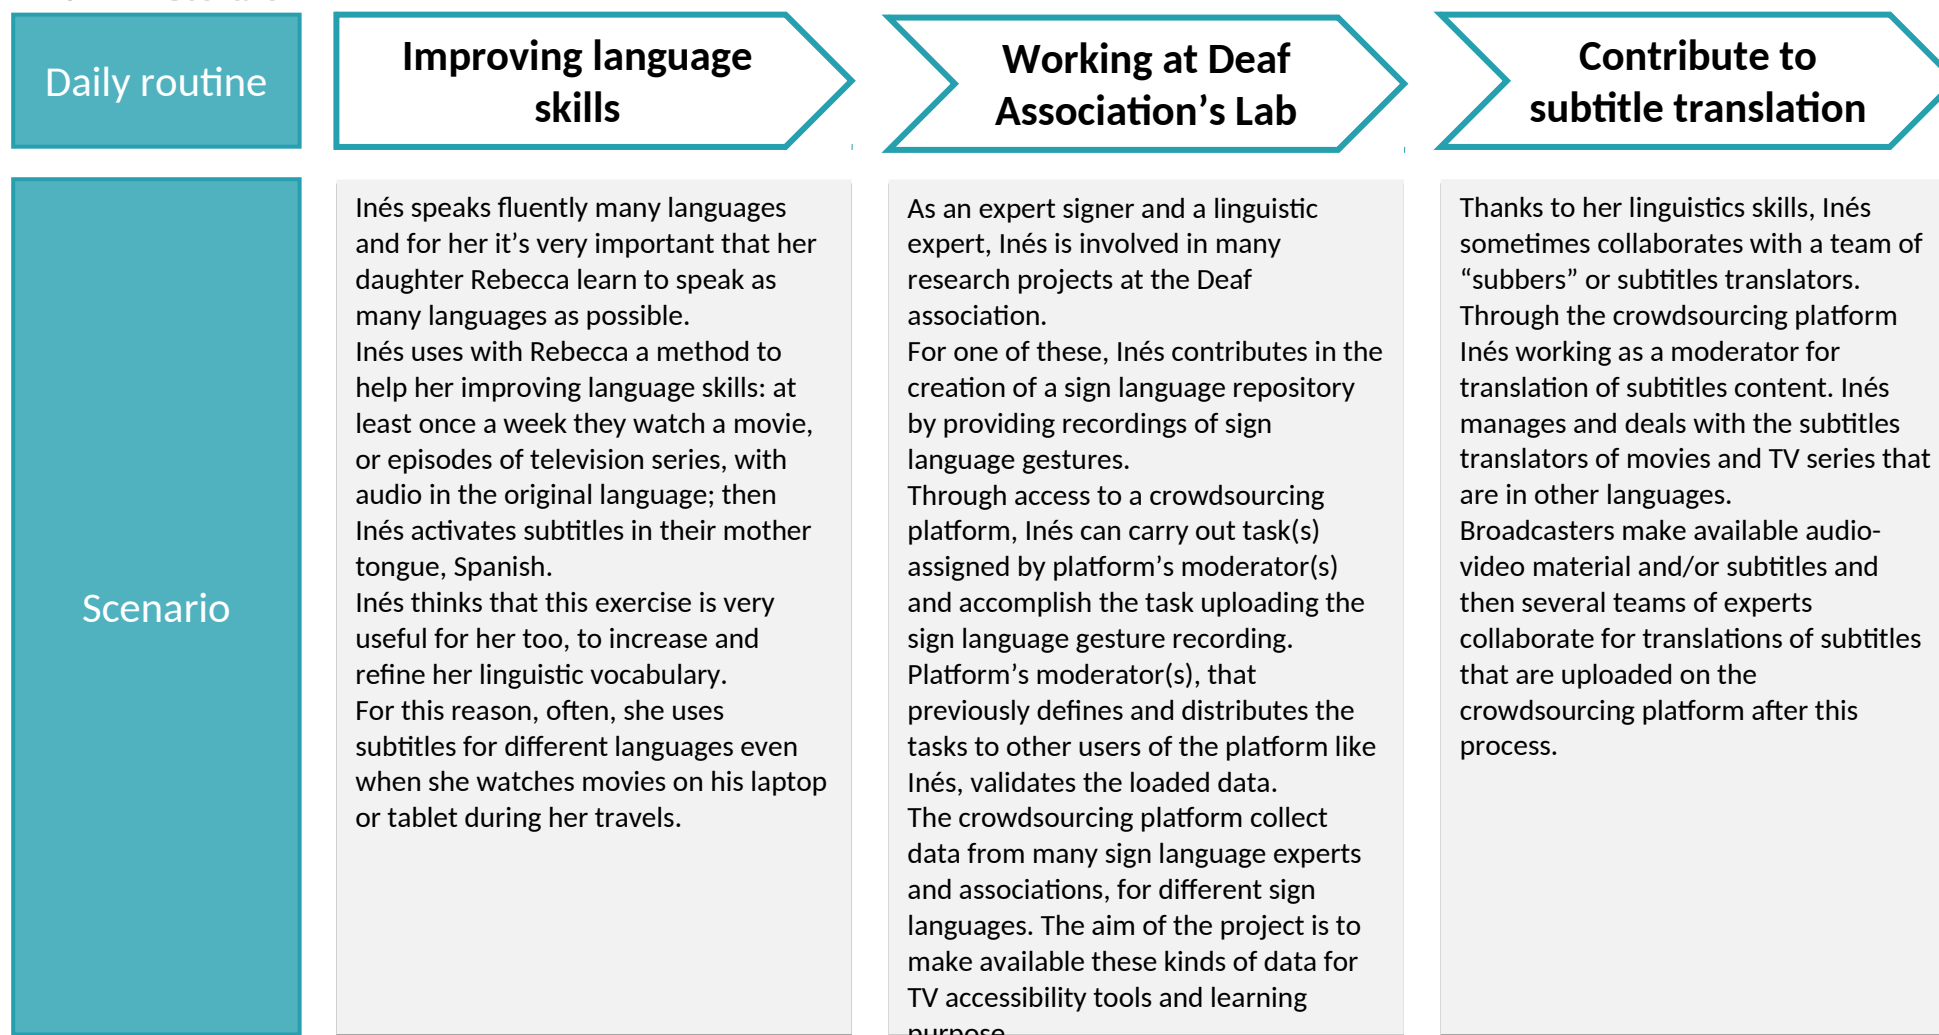 Daily routine
Improving language
skills
Working at Deaf
Association’s Lab
Contribute to
subtitle translation
Scenario
Inés speaks fluently many languages
and for her it’s very important that her
daughter Rebecca learn to speak as
many languages as possible.
Inés uses with Rebecca a method to
help her improving language skills: at
least once a week they watch a movie,
or episodes of television series, with
audio in the original language; then
Inés activates subtitles in their mother
tongue, Spanish.
Inés thinks that this exercise is very
useful for her too, to increase and
refine her linguistic vocabulary.
For this reason, often, she uses
subtitles for different languages even
when she watches movies on his laptop
or tablet during her travels.
As an expert signer and a linguistic
expert, Inés is involved in many
research projects at the Deaf
association.
For one of these, Inés contributes in the
creation of a sign language repository
by providing recordings of sign
language gestures.
Through access to a crowdsourcing
platform, Inés can carry out task(s)
assigned by platform’s moderator(s)
and accomplish the task uploading the
sign language gesture recording.
Platform’s moderator(s), that
previously defines and distributes the
tasks to other users of the platform like
Inés, validates the loaded data.
The crowdsourcing platform collect
data from many sign language experts
and associations, for different sign
languages. The aim of the project is to
make available these kinds of data for
TV accessibility tools and learning
purpose
Thanks to her linguistics skills, Inés
sometimes collaborates with a team of
“subbers” or subtitles translators.
Through the crowdsourcing platform
Inés working as a moderator for
translation of subtitles content. Inés
manages and deals with the subtitles
translators of movies and TV series that
are in other languages.
Broadcasters make available audio-
video material and/or subtitles and
then several teams of experts
collaborate for translations of subtitles
that are uploaded on the
crowdsourcing platform after this
process.